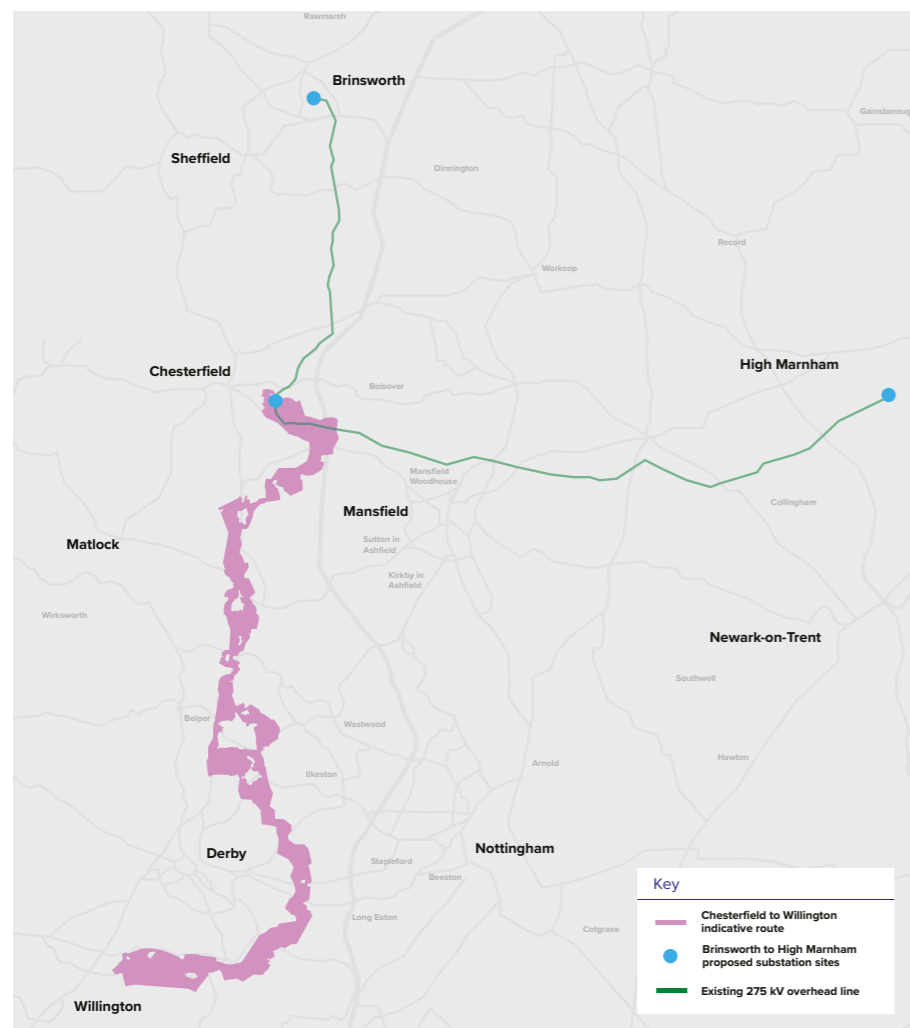 Rawmarsh
Brinsworth
Gainsboroug
Sheffield
Dinnington
Record
Worksop
High Marnham
Chesterfield
Bolsover
Mansfield
Woodhouse
Collingham
Mansfield
Matlock
Sutton in
Ashfield
Kirkby in
Ashfield
Wirksworth
Newark-on-Trent
Southwell
Belper
Wastwood
Hawton
Arnold
Ilkeston
Nottingham
Derby
Stapleford
Beeston
Long Eaton
Cotgrave
Willington
Key
Chesterfield to Willington
indicative route
Brinsworth to High Marnham
proposed substation sites
Existing 275 kV overhead line